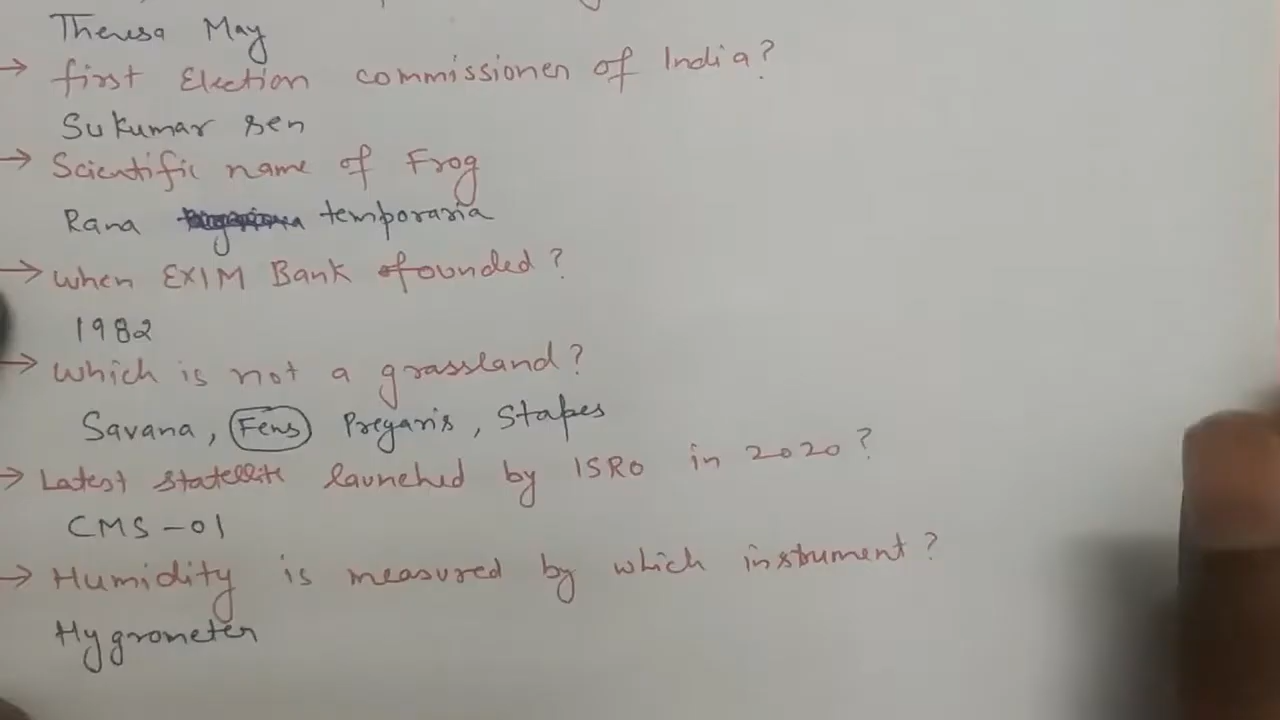 Theresa May
→ first Election commissioner of India?
Sukumar sen
→ Scientific name of Frog
Rana temporaria
→ when EXIM Bank founded?
1982
→ which is not a grassland?
Savana, Fens Pregaris, Stapes
→ Latest statellite launched by ISRO in 2020?
CMS-01
→ Humidity is measured by which instrument?
Hygrometer